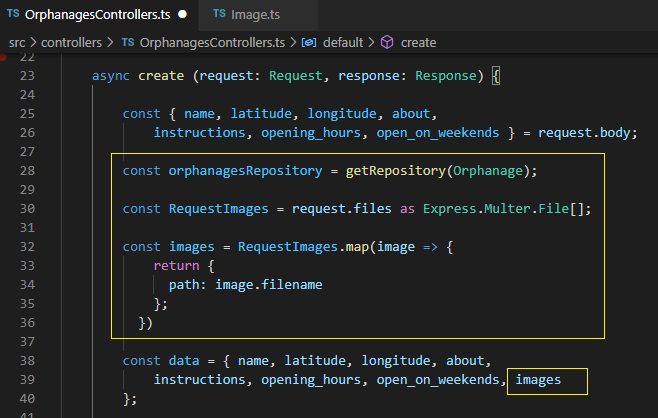 TS OrphanagesControllers.ts ● TS Image.ts
src > controllers > TS OrphanagesControllers.ts > default > create
22
23 async create (request: Request, response: Response) {
24
25 const { name, latitude, longitude, about,
26 instructions, opening_hours, open_on_weekends } = request.body;
27
28 const orphanagesRepository = getRepository(Orphanage);
29
30 const RequestImages = request.files as Express.Multer.File[];
31
32 const images = RequestImages.map(image => {
33 return {
34 path: image.filename
35 };
36 })
37
38 const data = { name, latitude, longitude, about,
39 instructions, opening_hours, open_on_weekends, images
40 };
41